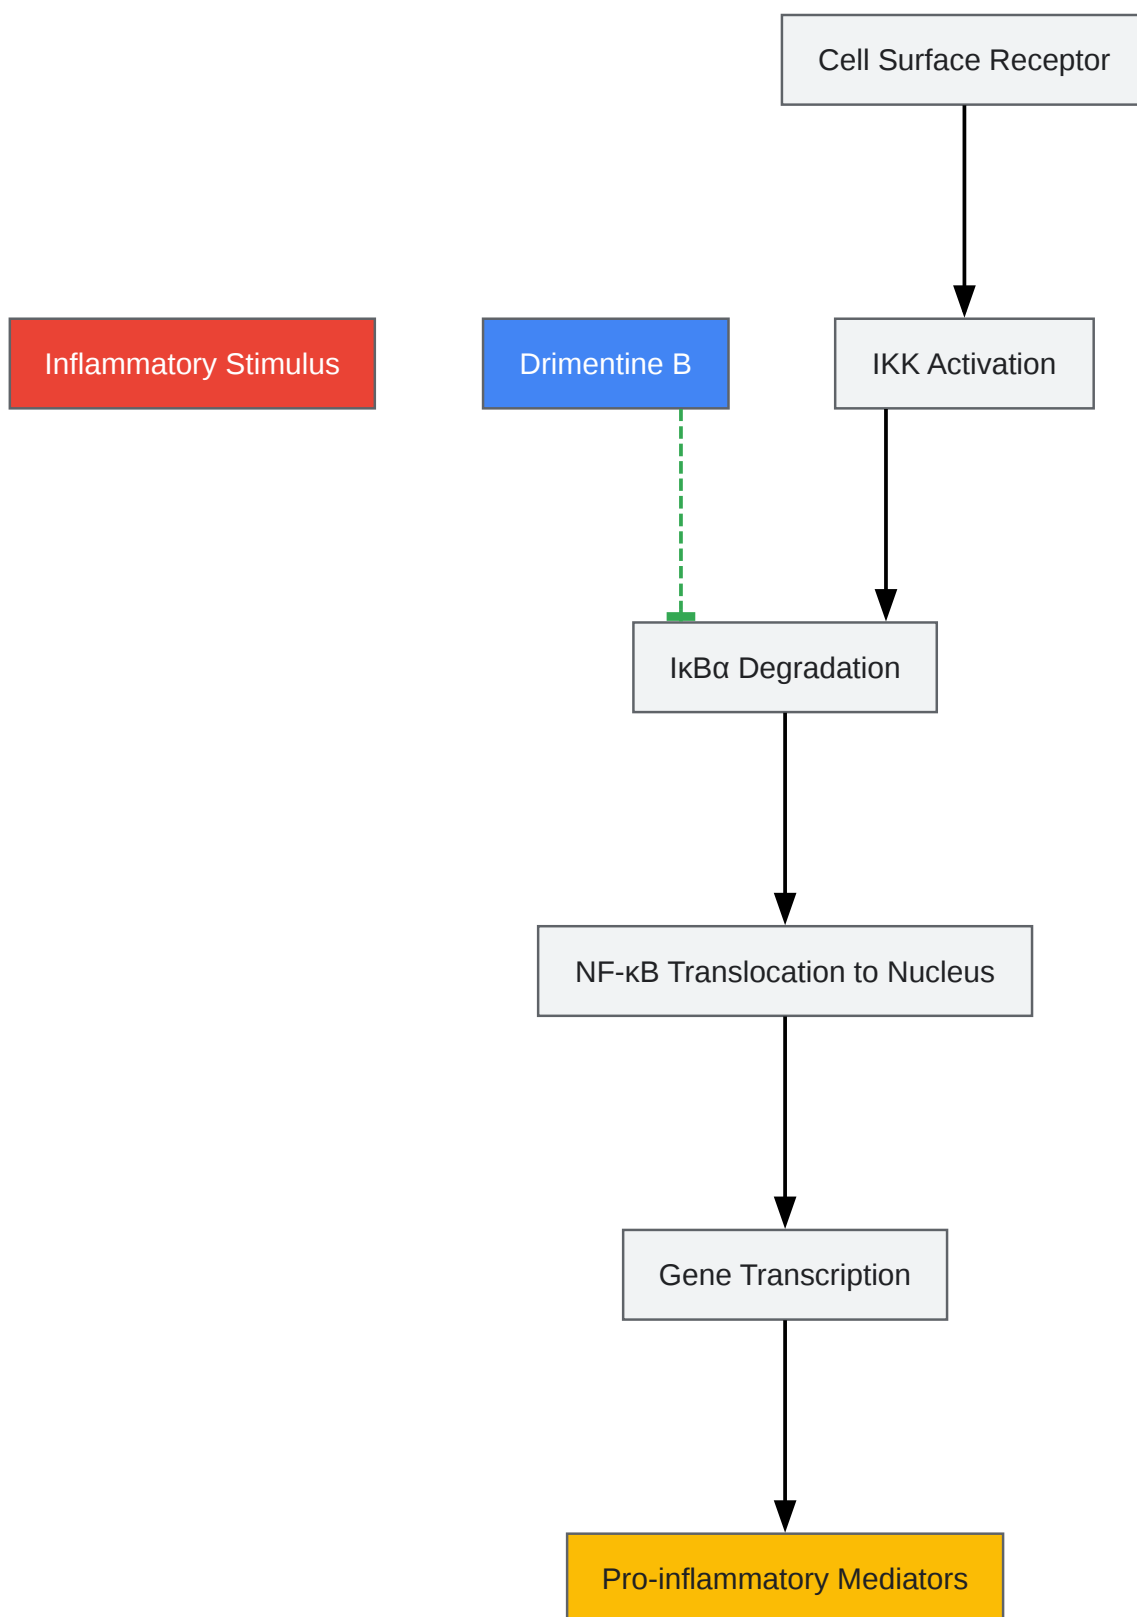 Cell Surface Receptor
Inflammatory Stimulus
Drimentine B
IKK Activation
IκBα Degradation
NF-κB Translocation to Nucleus
Gene Transcription
Pro-inflammatory Mediators